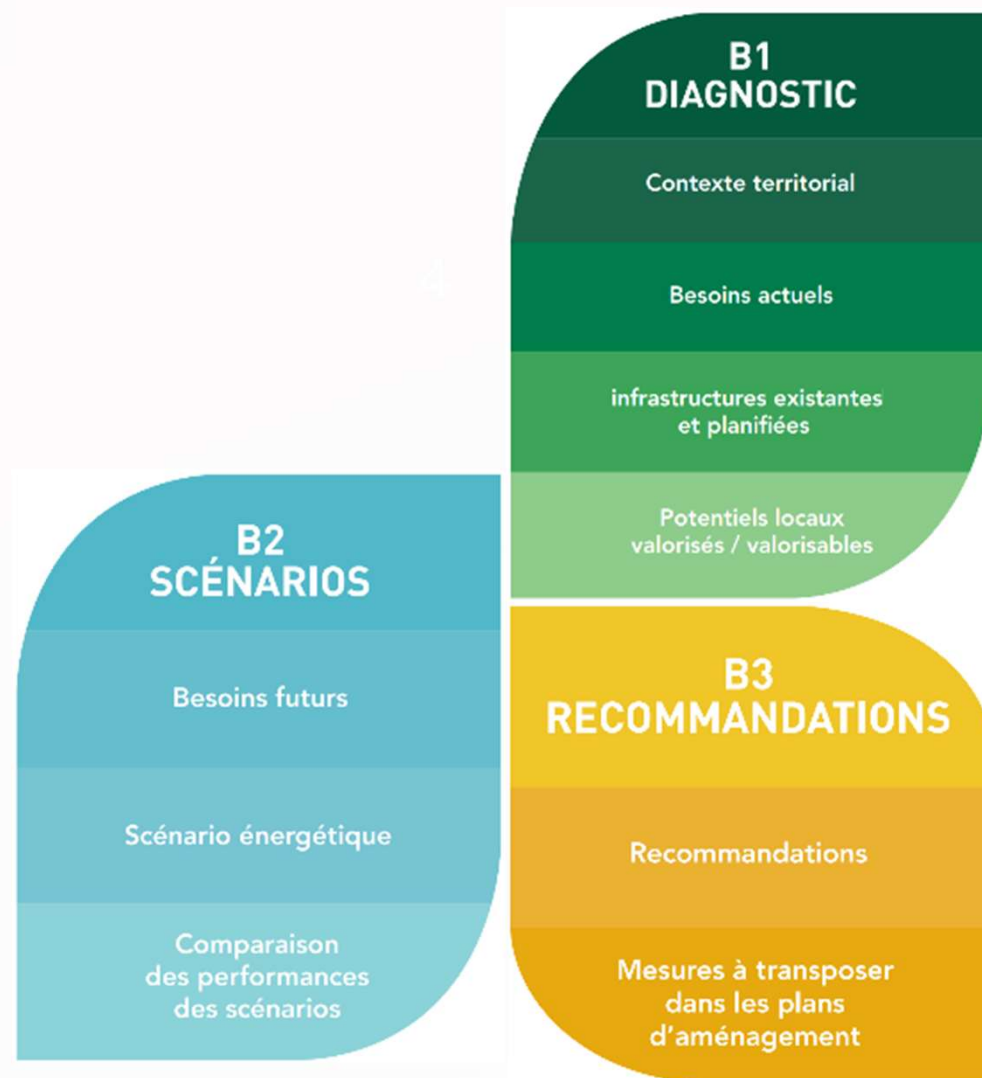 B1
DIAGNOSTIC
Contexte territorial
Besoins actuels
infrastructures existantes
et planifiées
Potentiels locaux
valorisés / valorisables
B2
SCÉNARIOS
Besoins futurs
Scénario énergétique
Comparaison
des performances
des scénarios
B3
RECOMMANDATIONS
Recommandations
Mesures à transposer
dans les plans
d'aménagement